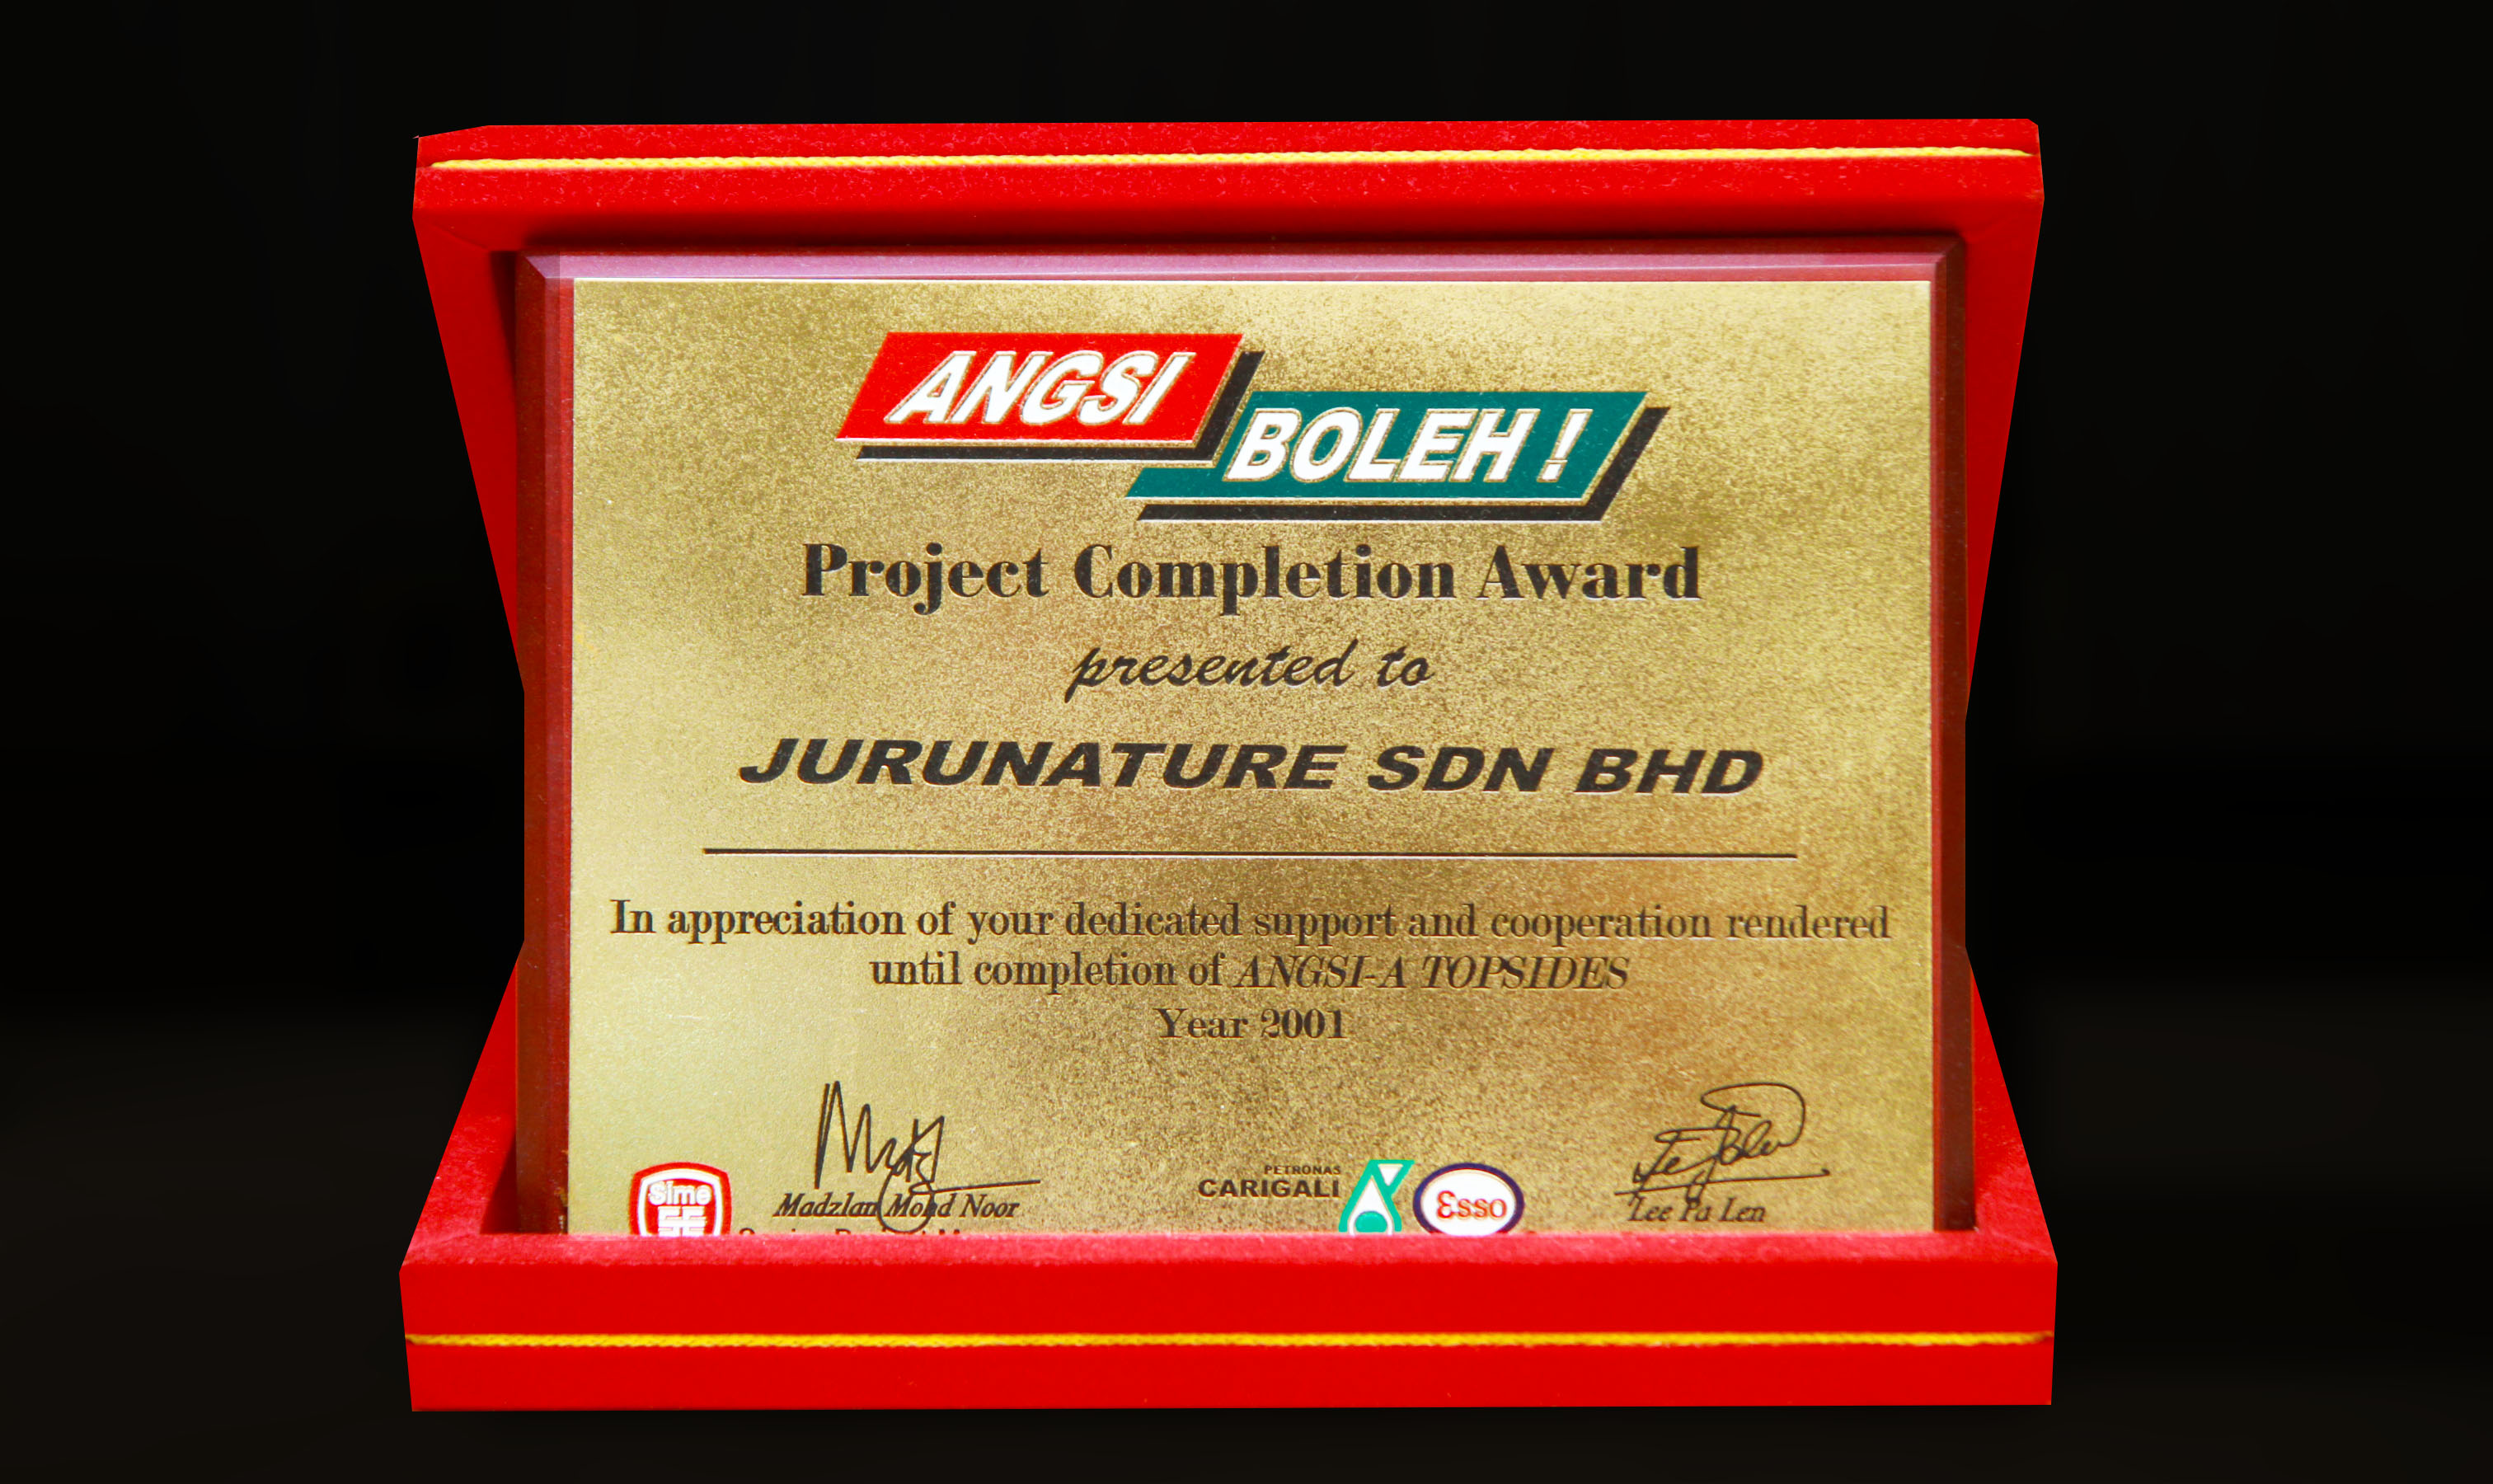 ANGSI
BOLEH !
Project Completion Award
presented to
JURUNATURE SDN BHD
In appreciation of your dedicated support and cooperation rendered
until completion of ANGSI-A TOPSIDES
Year 2001
Sime
Madzlan Mohd Noor
PETRONAS
CARIGALI
Esso
Lee Pa Len